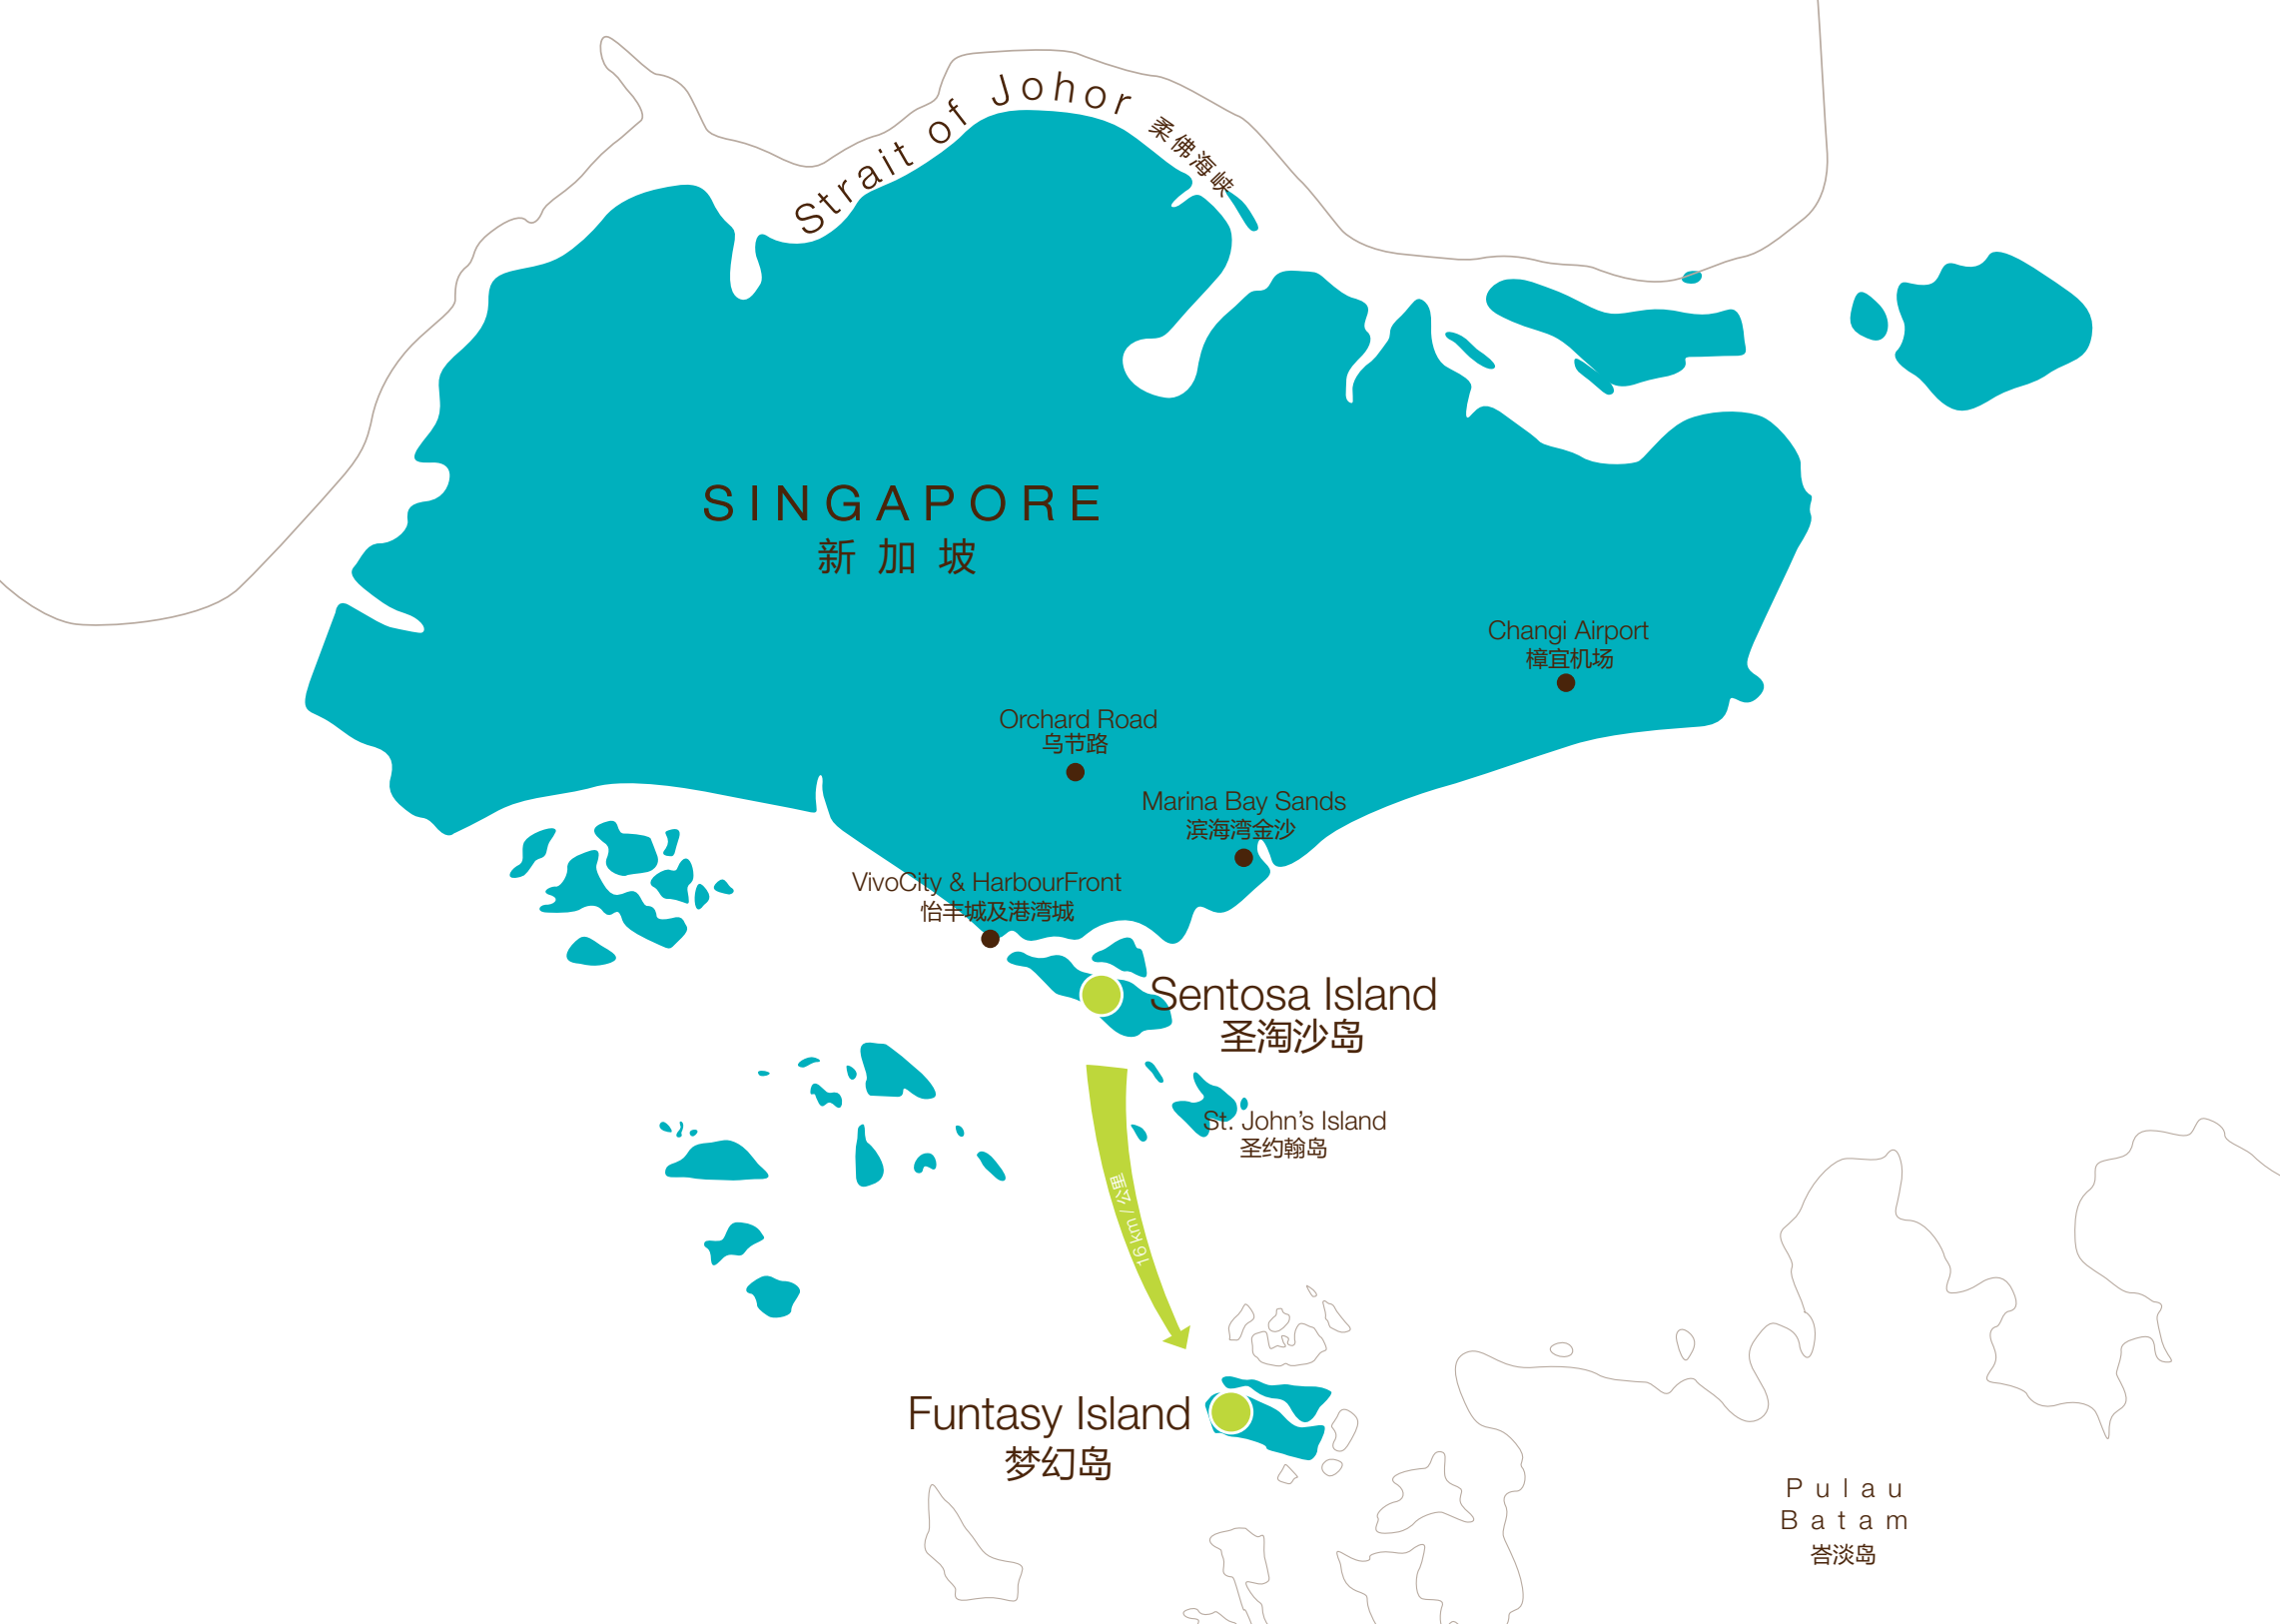 Strait of Johor 柔佛海峡
SINGAPORE
新加坡
Changi Airport
樟宜机场
Orchard Road
乌节路
Marina Bay Sands
滨海湾金沙
VivoCity & HarbourFront
怡丰城及港湾城
Sentosa Island
圣淘沙岛
St. John's Island
圣约翰岛
16 km / 公里
Funtasy Island
梦幻岛
Pulau
Batam
峇淡岛